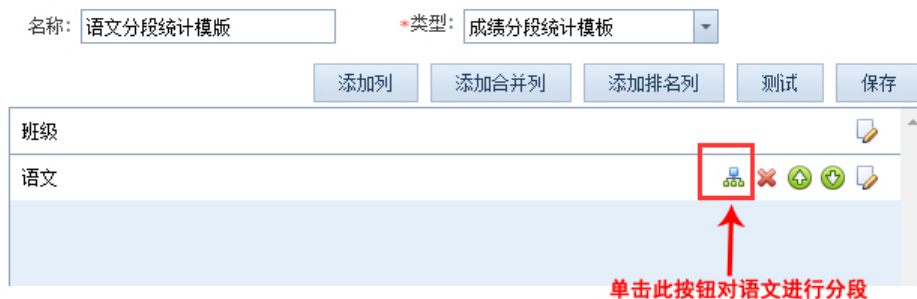 名称: 语文分段统计模版 *类型: 成绩分段统计模板
添加列 添加合并列 添加排名列 测试 保存
班级
语文
单击此按钮对语文进行分段